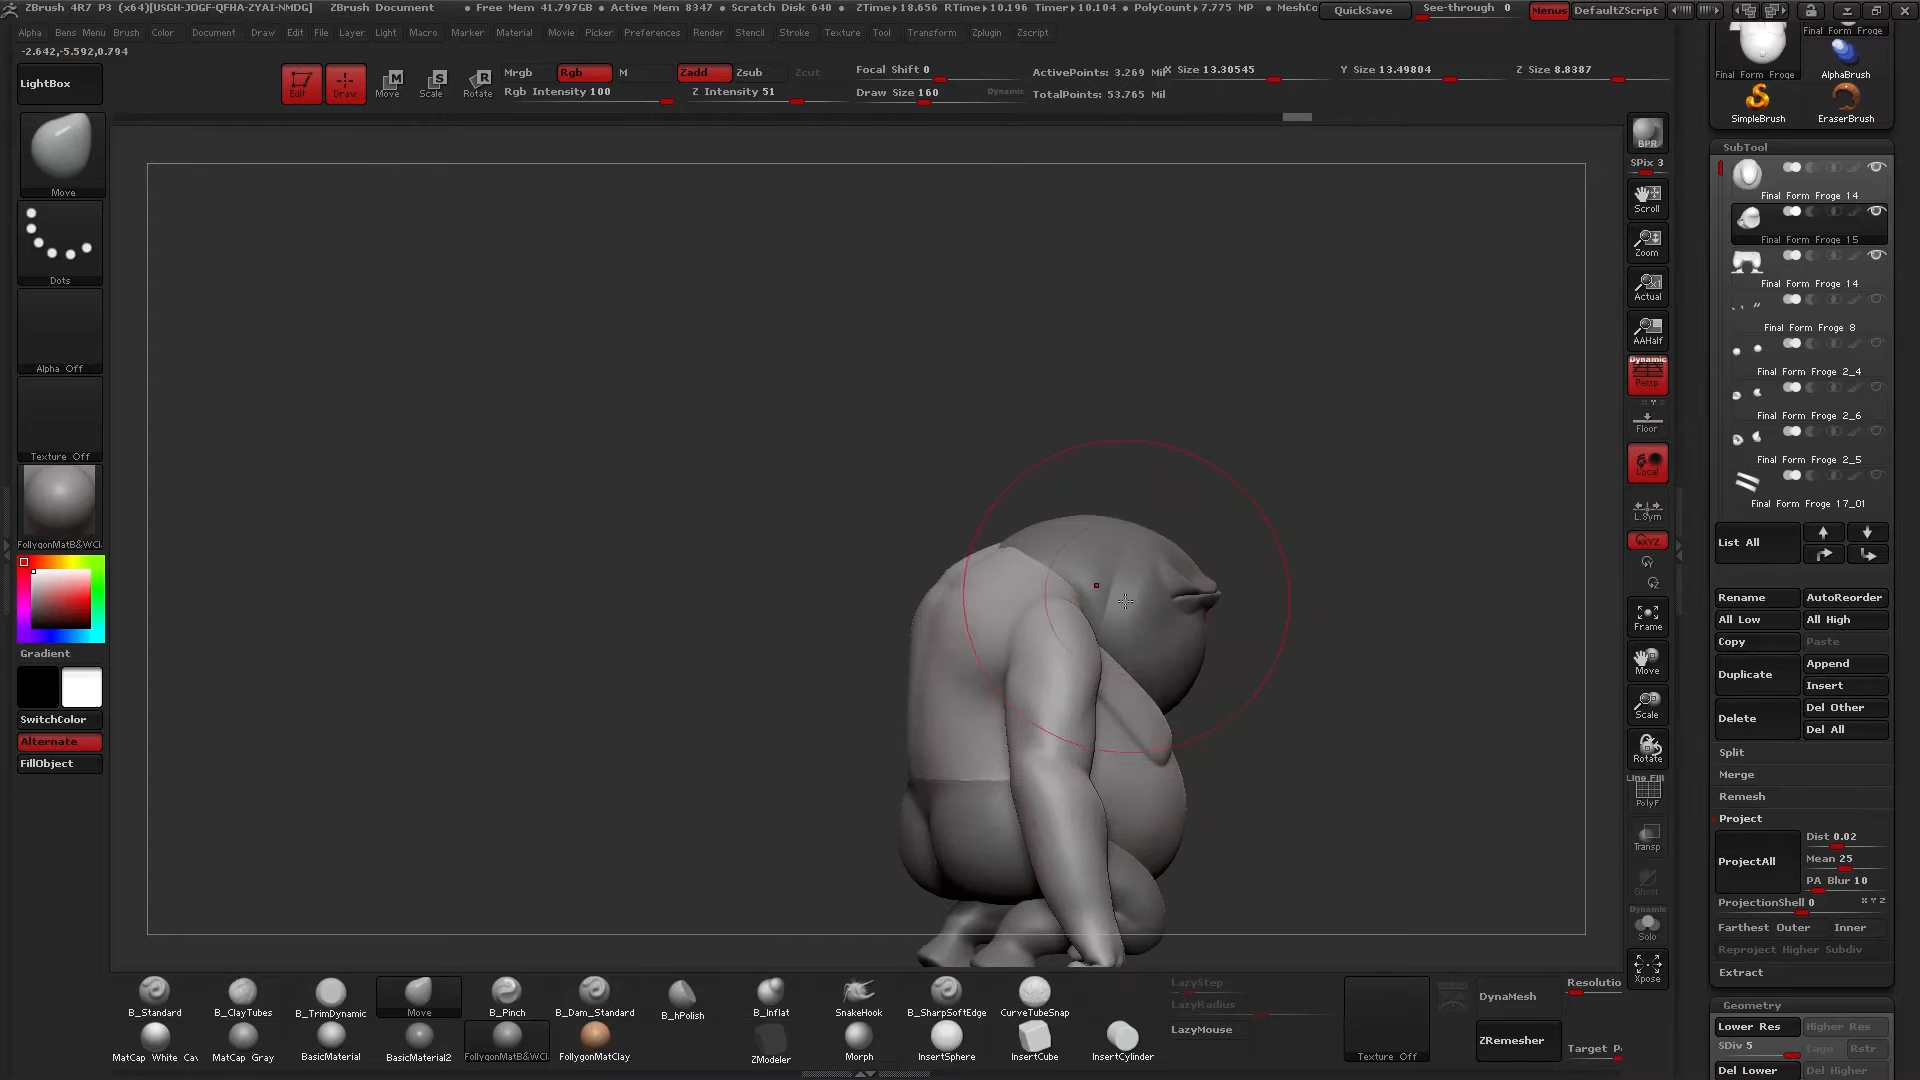 ZBrush 4R7 P3 (x64)[USGH-JOGF-QFHA-ZYAI-NMDG] ZBrush Document • Free Mem 41.797GB • Active Mem 8347 • Scratch Disk 640 • ZTime▸18.656 RTime▸10.196 Timer▸10.104 • PolyCount▸7.775 MP • MeshCo QuickSave See-through 0 Menus DefaultZScript
Alpha Bens Menu Brush Color Document Draw Edit File Layer Light Macro Marker Material Movie Picker Preferences Render Stencil Stroke Texture Tool Transform Zplugin Zscript
-2.642,-5.592,0.794
LightBox
Edit Draw Move Scale Rotate
Mrgb Rgb M Zadd Zsub Zcut
Rgb Intensity 100 Z Intensity 51
Focal Shift 0
Draw Size 160 Dynamic
ActivePoints: 3.269 Mil
TotalPoints: 53.765 Mil
X Size 13.30545 Y Size 13.49804 Z Size 8.8387
Move
Dots
Alpha Off
Texture Off
FollygonMatB&WCl
Gradient
SwitchColor
Alternate
FillObject
BPR
SPix 3
Scroll
Zoom
Actual
AAHalf
Dynamic
Persp
Floor
Local
L.Sym
XYZ
Frame
Move
Scale
Rotate
Line Fill
PolyF
Transp
Ghost
Dynamic
Solo
Xpose
Final Form Froge
Final Form Froge
AlphaBrush
SimpleBrush EraserBrush
SubTool
Final Form Froge 14
Final Form Froge 15
Final Form Froge 14
Final Form Froge 8
Final Form Froge 2_4
Final Form Froge 2_6
Final Form Froge 2_5
Final Form Froge 17_01
List All
Rename AutoReorder
All Low All High
Copy Paste
Duplicate Append
Insert
Delete Del Other
Del All
Split
Merge
Remesh
Project
ProjectAll Dist 0.02
Mean 25
PA Blur 10
ProjectionShell 0 X Y Z
Farthest Outer Inner
Reproject Higher Subdiv
Extract
Geometry
Lower Res Higher Res
SDiv 5 Cage Rstr
Del Lower Del Higher
B_Standard B_ClayTubes B_TrimDynamic Move B_Pinch B_Dam_Standard B_hPolish B_Inflat SnakeHook B_SharpSoftEdge CurveTubeSnap
MatCap White Cav MatCap Gray BasicMaterial BasicMaterial2 FollygonMatB&WCl FollygonMatClay ZModeler Morph InsertSphere InsertCube InsertCylinder
LazyStep
LazyRadius
LazyMouse
Texture Off
DynaMesh Resolutio
ZRemesher Target P